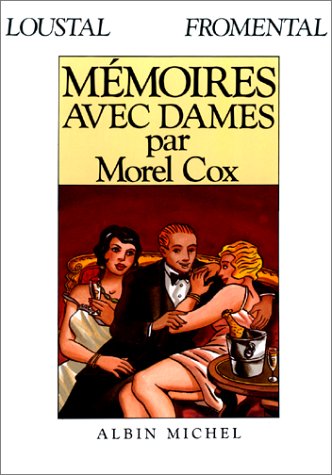 LOUSTAL FROMENTAL
MÉMOIRES
AVEC DAMES
par
Morel Cox
ALBIN MICHEL